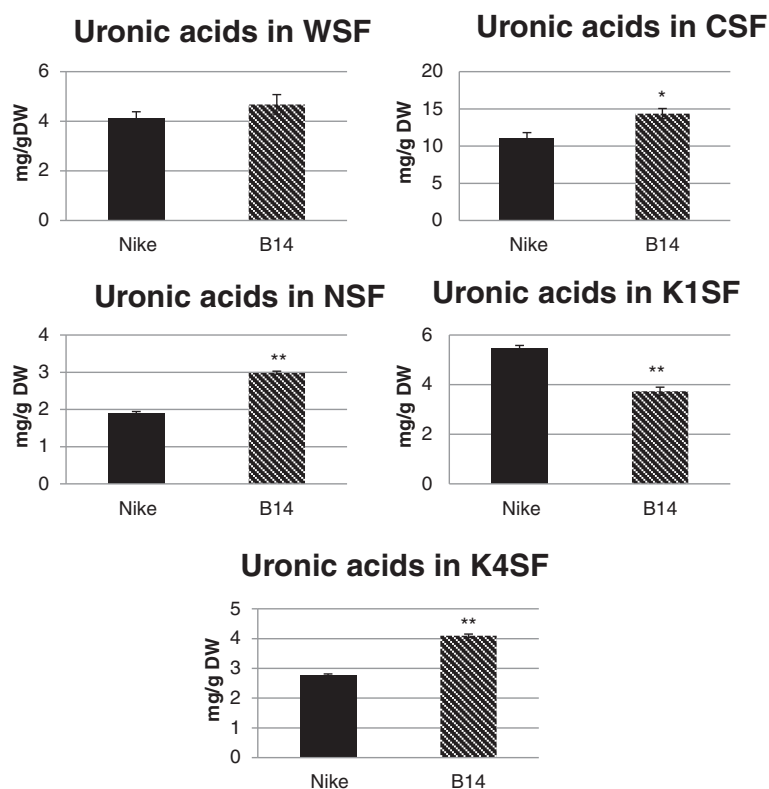 Uronic acids in WSF
6
4
2
0
mg/gDW
Nike B14
Uronic acids in CSF
20
15
10
5
0
mg/g DW
*
Nike B14
Uronic acids in NSF
4
3
2
1
0
mg/g DW
**
Nike B14
Uronic acids in K1SF
6
4
2
0
mg/g DW
**
Nike B14
Uronic acids in K4SF
5
4
3
2
1
0
mg/g DW
**
Nike B14